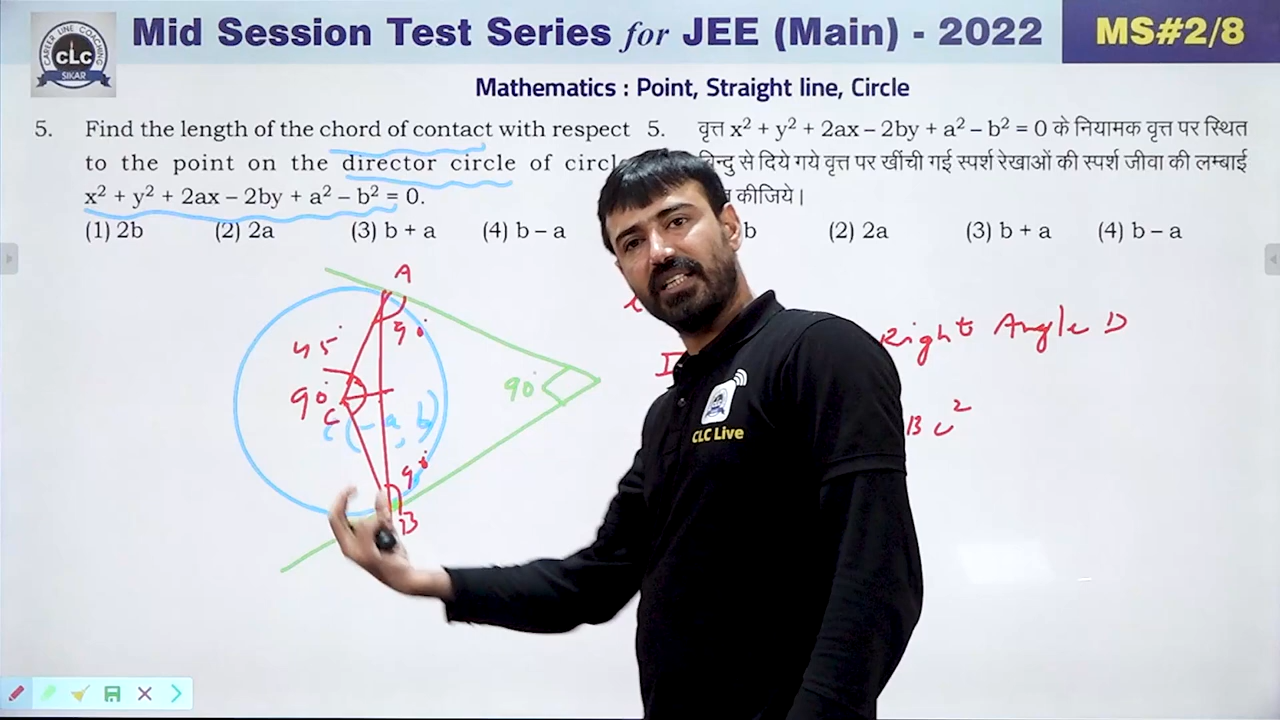 Mid Session Test Series for JEE (Main) - 2022
MS#2/8
CAREER LINE COACHING
CLC
SIKAR
Mathematics : Point, Straight line, Circle
5. Find the length of the chord of contact with respect
to the point on the director circle of circl
x² + y² + 2ax – 2by + a² – b² = 0.
(1) 2b (2) 2a (3) b + a (4) b – a
5. वृत्त x² + y² + 2ax – 2by + a² – b² = 0 के नियामक वृत्त पर स्थित
न्दु से दिये गये वृत्त पर खींची गई स्पर्श रेखाओं की स्पर्श जीवा की लम्बाई
कीजिये।
b (2) 2a (3) b + a (4) b – a
A
90°
45°
90°
C
c (-a, b)
90°
B
90°
Right Angle D
BC²
CLC Live